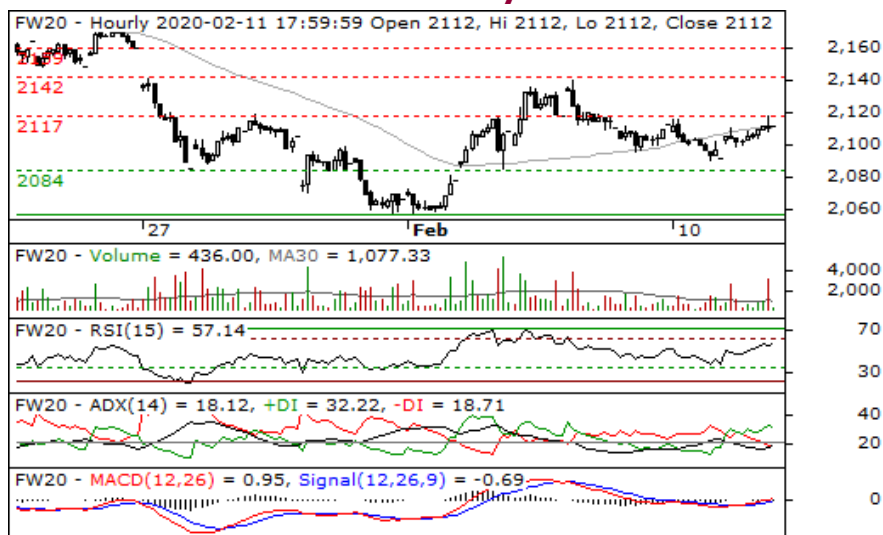 FW20 - Hourly 2020-02-11 17:59:59 Open 2112, Hi 2112, Lo 2112, Close 2112
2,160
2159
2,140
2142
2,120
2117
2,100
2,080
2084
2,060
27 Feb 10
FW20 - Volume = 436.00, MA30 = 1,077.33
4,000
2,000
FW20 - RSI(15) = 57.14
70
30
FW20 - ADX(14) = 18.12, +DI = 32.22, -DI = 18.71
40
20
FW20 - MACD(12,26) = 0.95, Signal(12,26,9) = -0.69
0